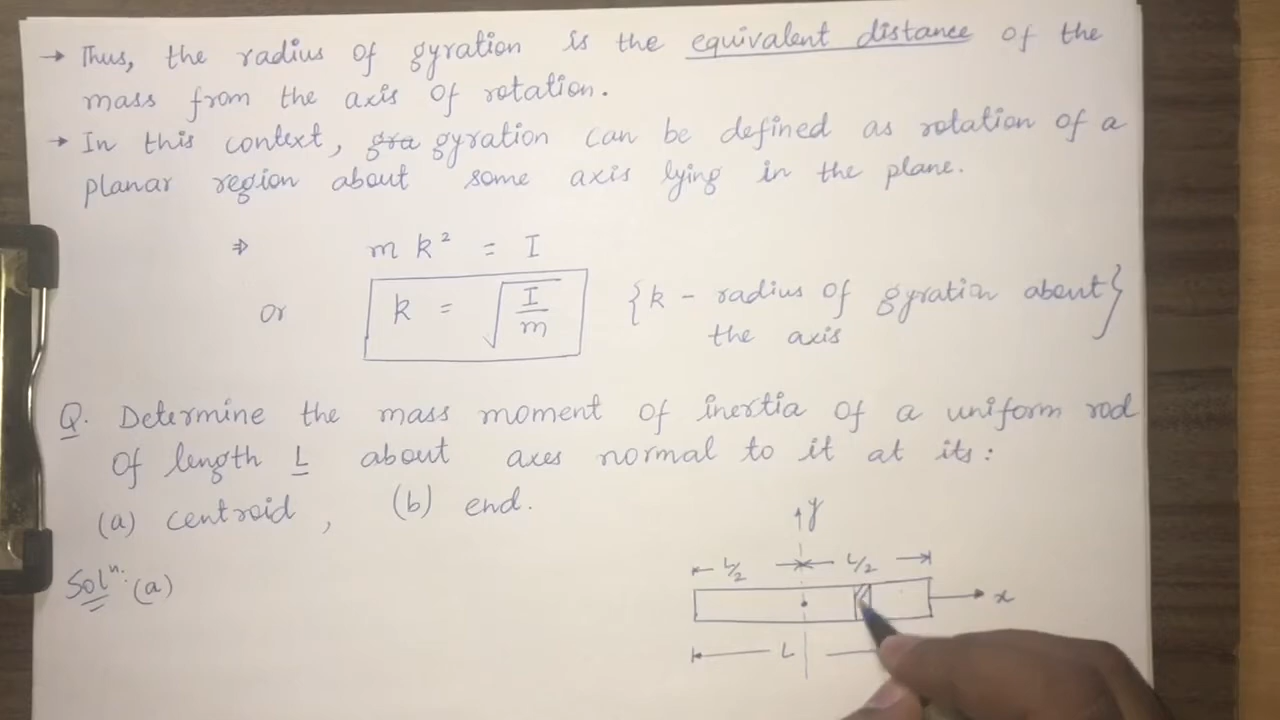 → Thus, the radius of gyration is the equivalent distance of the
mass from the axis of rotation.
→ In this context, gra gyration can be defined as rotation of a
planar region about some axis lying in the plane.
⇒ m k² = I
or k = √(I/m) {k - radius of gyration about}
the axis
Q. Determine the mass moment of inertia of a uniform rod
of length L about axes normal to it at its:
(a) centroid, (b) end.
Solⁿ: (a)
y
L/2 L/2
x
L